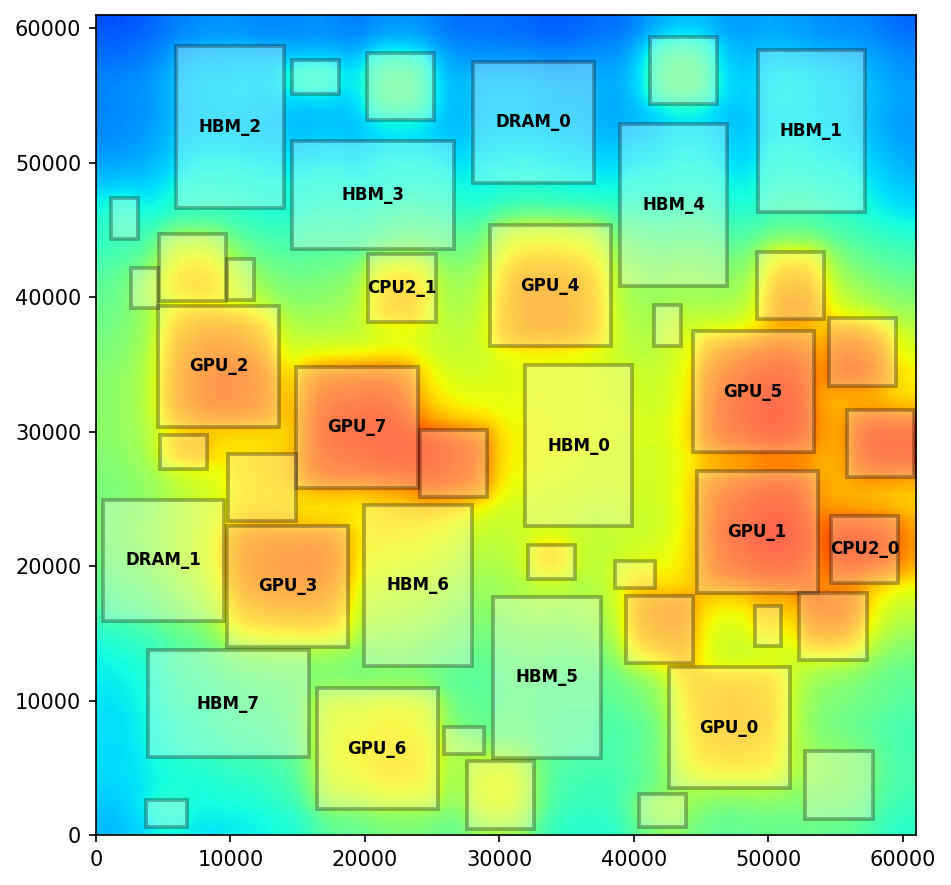 60000
50000
40000
30000
20000
10000
0
HBM_2
DRAM_0
HBM_1
HBM_3
HBM_4
CPU2_1
GPU_4
GPU_2
GPU_5
GPU_7
HBM_0
GPU_1
CPU2_0
DRAM_1
GPU_3
HBM_6
HBM_7
HBM_5
GPU_6
GPU_0
0 10000 20000 30000 40000 50000 60000